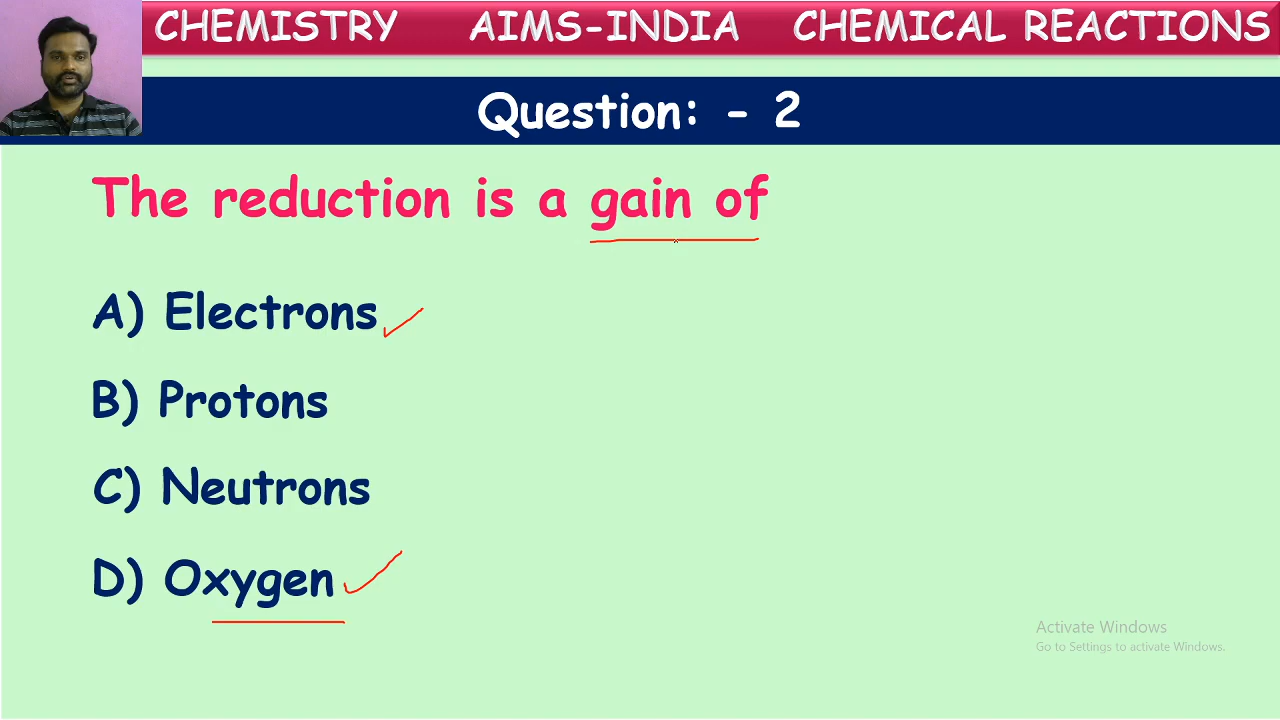 CHEMISTRY AIMS-INDIA CHEMICAL REACTIONS
Question: - 2
The reduction is a gain of
A) Electrons
B) Protons
C) Neutrons
D) Oxygen
Activate Windows
Go to Settings to activate Windows.